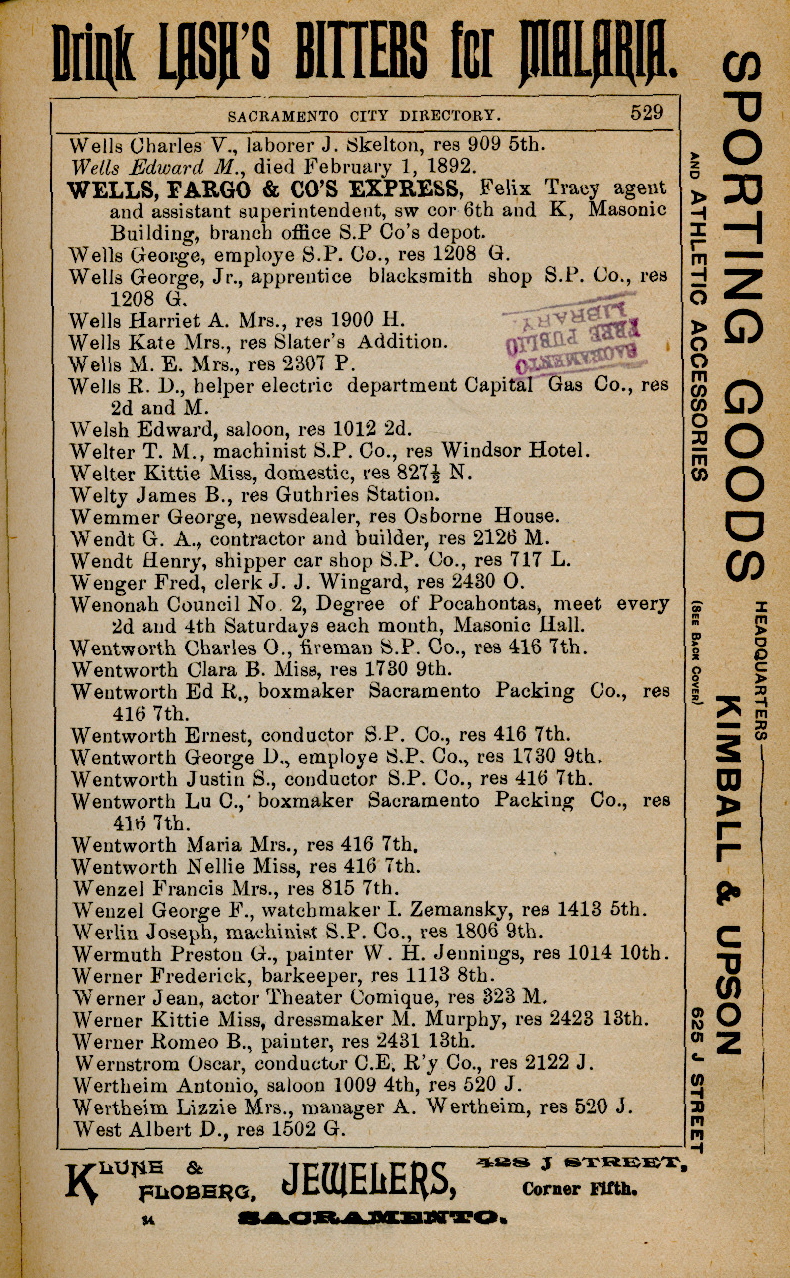 Drink LASH'S BITTERS for MALARIA.
SACRAMENTO CITY DIRECTORY. 529
Wells Charles V., laborer J. Skelton, res 909 5th.
Wells Edward M., died February 1, 1892.
WELLS, FARGO & CO'S EXPRESS, Felix Tracy agent
and assistant superintendent, sw cor 6th and K, Masonic
Building, branch office S.P Co's depot.
Wells George, employe S.P. Co., res 1208 G.
Wells George, Jr., apprentice blacksmith shop S.P. Co., res
1208 G.
Wells Harriet A. Mrs., res 1900 H.
Wells Kate Mrs., res Slater's Addition.
Wells M. E. Mrs., res 2307 P.
Wells R. D., helper electric department Capital Gas Co., res
2d and M.
Welsh Edward, saloon, res 1012 2d.
Welter T. M., machinist S.P. Co., res Windsor Hotel.
Welter Kittie Miss, domestic, res 827½ N.
Welty James B., res Guthries Station.
Wemmer George, newsdealer, res Osborne House.
Wendt G. A., contractor and builder, res 2126 M.
Wendt Henry, shipper car shop S.P. Co., res 717 L.
Wenger Fred, clerk J. J. Wingard, res 2430 O.
Wenonah Council No. 2, Degree of Pocahontas, meet every
2d and 4th Saturdays each month, Masonic Hall.
Wentworth Charles O., fireman S.P. Co., res 416 7th.
Wentworth Clara B. Miss, res 1730 9th.
Wentworth Ed R., boxmaker Sacramento Packing Co., res
416 7th.
Wentworth Ernest, conductor S.P. Co., res 416 7th.
Wentworth George D., employe S.P. Co., res 1730 9th.
Wentworth Justin S., conductor S.P. Co., res 416 7th.
Wentworth Lu C., boxmaker Sacramento Packing Co., res
416 7th.
Wentworth Maria Mrs., res 416 7th.
Wentworth Nellie Miss, res 416 7th.
Wenzel Francis Mrs., res 815 7th.
Wenzel George F., watchmaker I. Zemansky, res 1413 5th.
Werlin Joseph, machinist S.P. Co., res 1806 9th.
Wermuth Preston G., painter W. H. Jennings, res 1014 10th.
Werner Frederick, barkeeper, res 1113 8th.
Werner Jean, actor Theater Comique, res 323 M.
Werner Kittie Miss, dressmaker M. Murphy, res 2423 13th.
Werner Romeo B., painter, res 2431 13th.
Wernstrom Oscar, conductor C.E. R'y Co., res 2122 J.
Wertheim Antonio, saloon 1009 4th, res 520 J.
Wertheim Lizzie Mrs., manager A. Wertheim, res 520 J.
West Albert D., res 1502 G.
SACRAMENTO
FREE PUBLIC
LIBRARY
SPORTING GOODS
AND ATHLETIC ACCESSORIES
(SEE BACK COVER)
HEADQUARTERS
KIMBALL & UPSON
625 J STREET
KLUNE & FLOBERG, JEWELERS, 428 J STREET,
Corner Fifth.
34 SACRAMENTO.